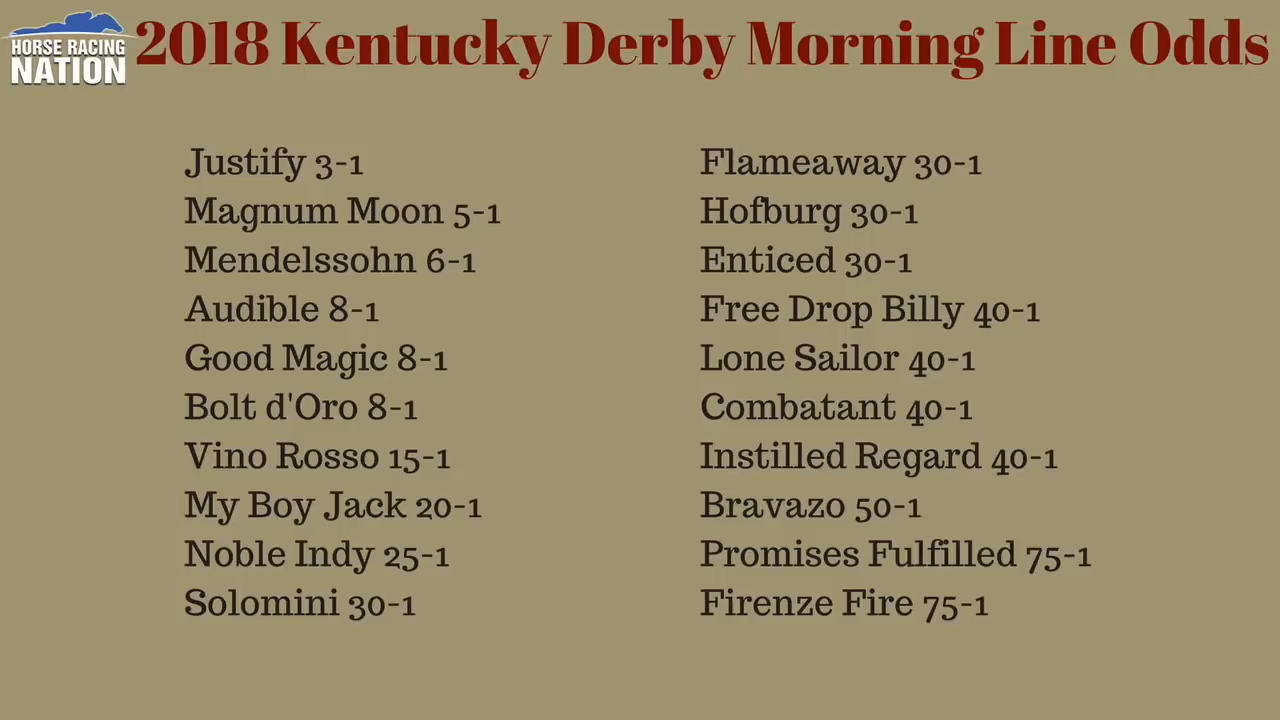 HORSE RACING
NATION
2018 Kentucky Derby Morning Line Odds
Justify 3-1
Magnum Moon 5-1
Mendelssohn 6-1
Audible 8-1
Good Magic 8-1
Bolt d'Oro 8-1
Vino Rosso 15-1
My Boy Jack 20-1
Noble Indy 25-1
Solomini 30-1
Flameaway 30-1
Hofburg 30-1
Enticed 30-1
Free Drop Billy 40-1
Lone Sailor 40-1
Combatant 40-1
Instilled Regard 40-1
Bravazo 50-1
Promises Fulfilled 75-1
Firenze Fire 75-1